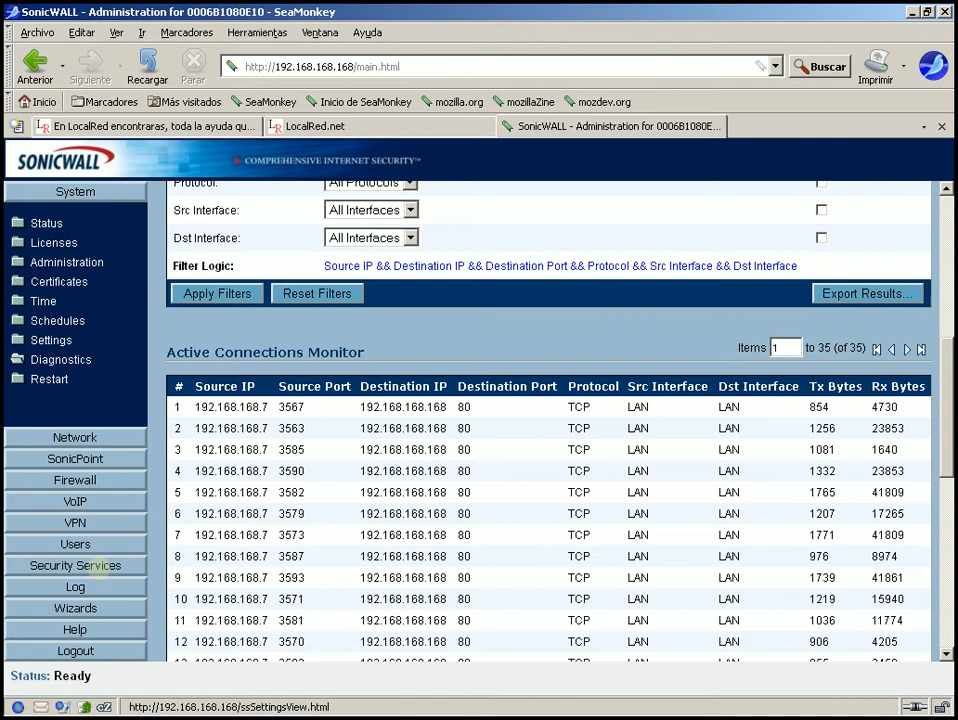 SonicWALL - Administration for 0006B1080E10 - SeaMonkey
Archivo Editar Ver Ir Marcadores Herramientas Ventana Ayuda
Anterior Siguiente Recargar Parar http://192.168.168.168/main.html Buscar Imprimir
Inicio Marcadores Más visitados SeaMonkey Inicio de SeaMonkey mozilla.org mozillaZine mozdev.org
En LocalRed encontraras, toda la ayuda qu... LocalRed.net SonicWALL - Administration for 0006B1080E...
SONICWALL COMPREHENSIVE INTERNET SECURITY™
System
Status
Licenses
Administration
Certificates
Time
Schedules
Settings
Diagnostics
Restart
Network
SonicPoint
Firewall
VoIP
VPN
Users
Security Services
Log
Wizards
Help
Logout
Protocol: All Protocols
Src Interface: All Interfaces
Dst Interface: All Interfaces
Filter Logic: Source IP && Destination IP && Destination Port && Protocol && Src Interface && Dst Interface
Apply Filters Reset Filters Export Results...
Active Connections Monitor Items 1 to 35 (of 35)
# Source IP Source Port Destination IP Destination Port Protocol Src Interface Dst Interface Tx Bytes Rx Bytes
1 192.168.168.7 3567 192.168.168.168 80 TCP LAN LAN 854 4730
2 192.168.168.7 3563 192.168.168.168 80 TCP LAN LAN 1256 23853
3 192.168.168.7 3585 192.168.168.168 80 TCP LAN LAN 1081 1640
4 192.168.168.7 3590 192.168.168.168 80 TCP LAN LAN 1332 23853
5 192.168.168.7 3582 192.168.168.168 80 TCP LAN LAN 1765 41809
6 192.168.168.7 3579 192.168.168.168 80 TCP LAN LAN 1207 17265
7 192.168.168.7 3573 192.168.168.168 80 TCP LAN LAN 1771 41809
8 192.168.168.7 3587 192.168.168.168 80 TCP LAN LAN 976 8974
9 192.168.168.7 3593 192.168.168.168 80 TCP LAN LAN 1739 41861
10 192.168.168.7 3571 192.168.168.168 80 TCP LAN LAN 1219 15940
11 192.168.168.7 3581 192.168.168.168 80 TCP LAN LAN 1036 11774
12 192.168.168.7 3570 192.168.168.168 80 TCP LAN LAN 906 4205
Status: Ready
http://192.168.168.168/ssSettingsView.html